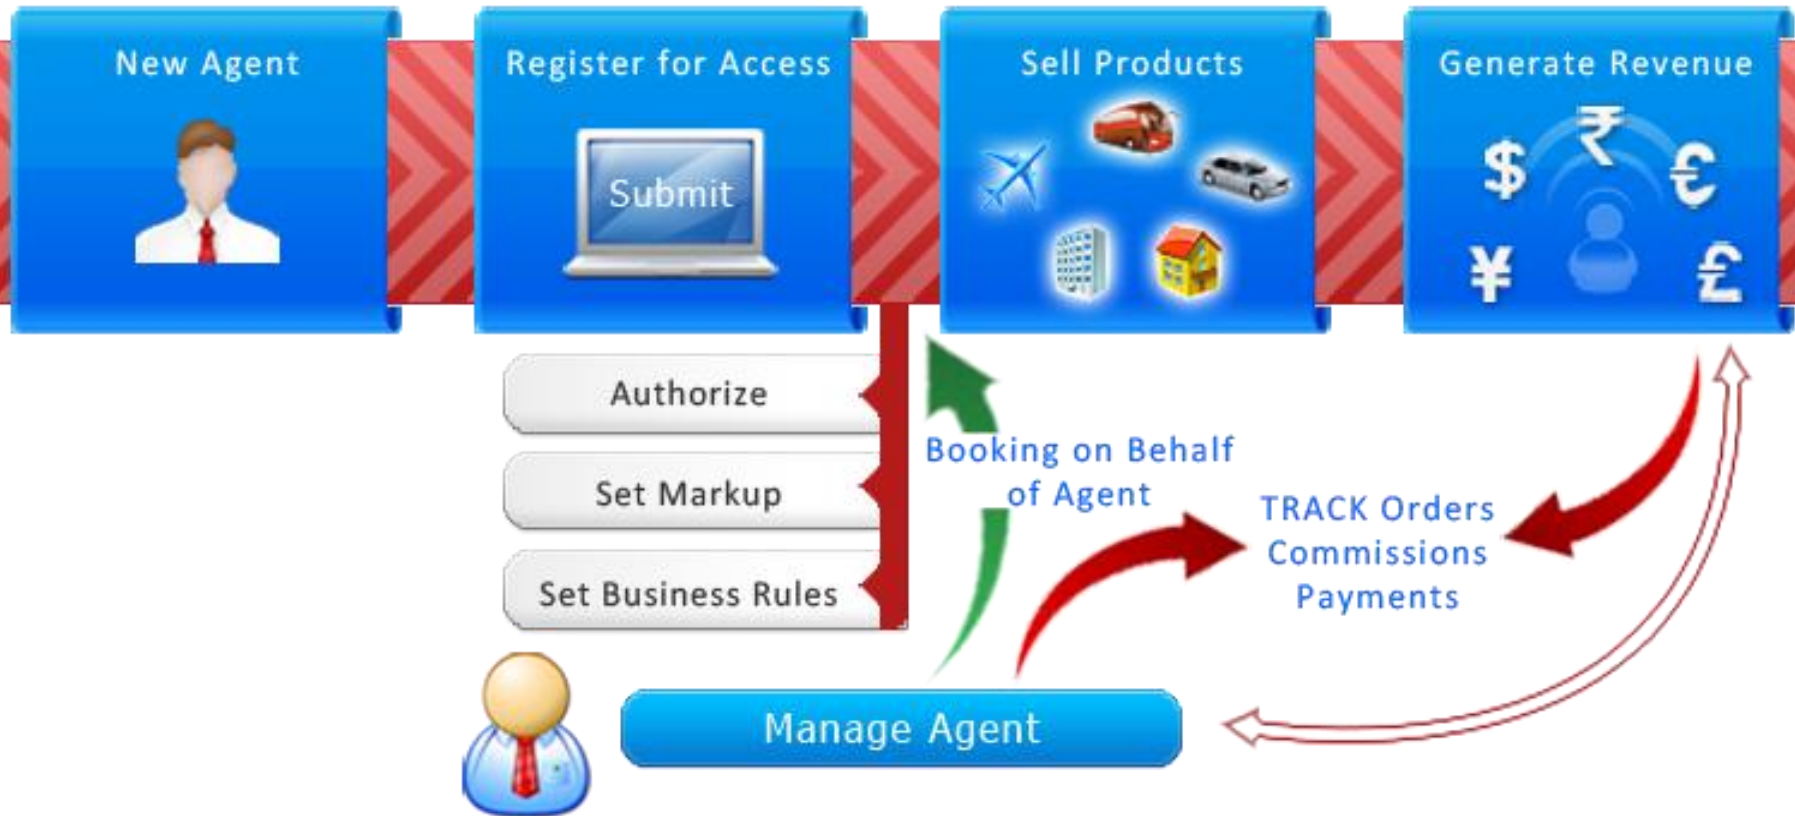 New Agent
Register for Access
Sell Products
Generate Revenue
Submit
$ ₹ € ¥ £
Authorize
Set Markup
Set Business Rules
Booking on Behalf
of Agent
TRACK Orders
Commissions
Payments
Manage Agent